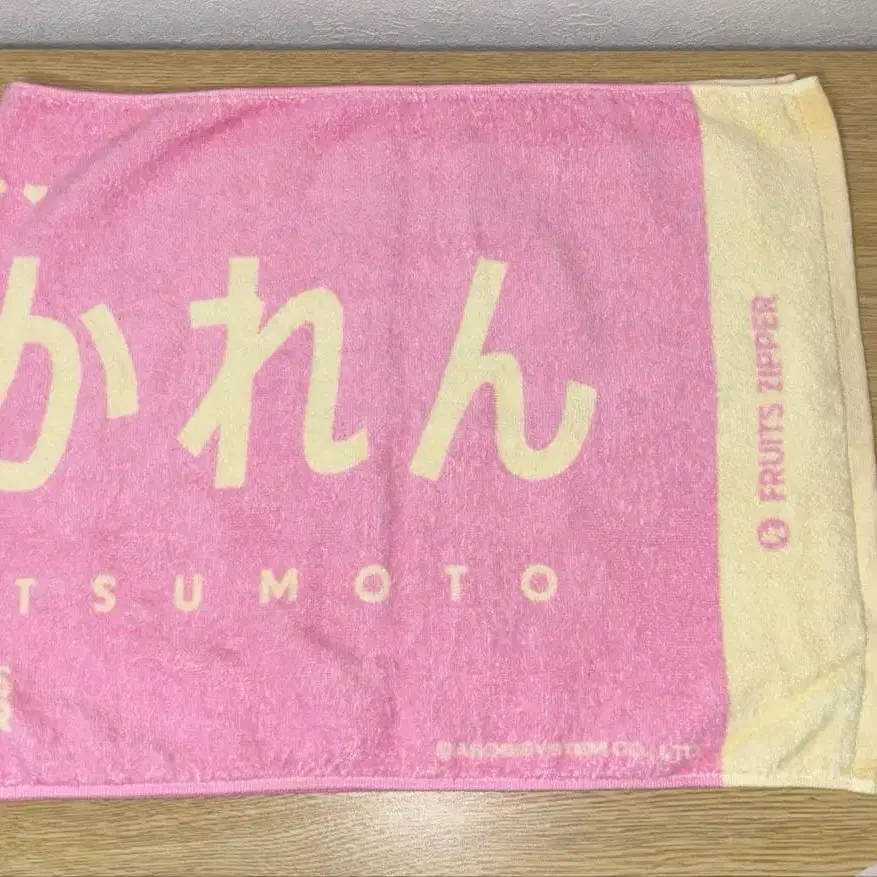 かれん
TSUMOTO
FRUITS ZIPPER
© ASOBISYSTEM CO., LTD.